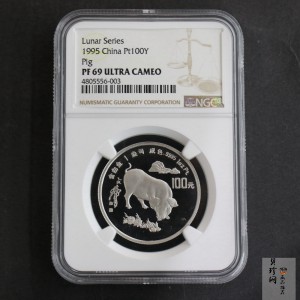 Lunar Series
1995 China Pt100Y
Pig
PF 69 ULTRA CAMEO
4805556-003
NUMISMATIC GUARANTY CORPORATION
NGC
100元